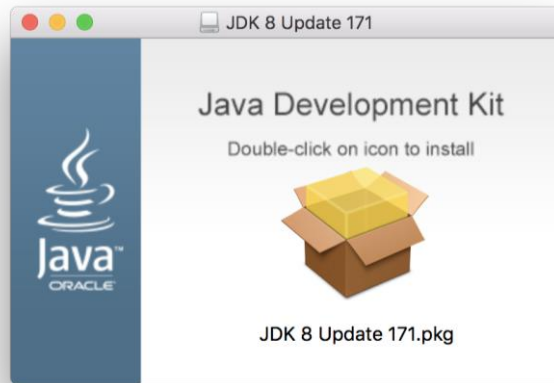 JDK 8 Update 171
Java Development Kit
Double-click on icon to install
Java™
ORACLE
JDK 8 Update 171.pkg